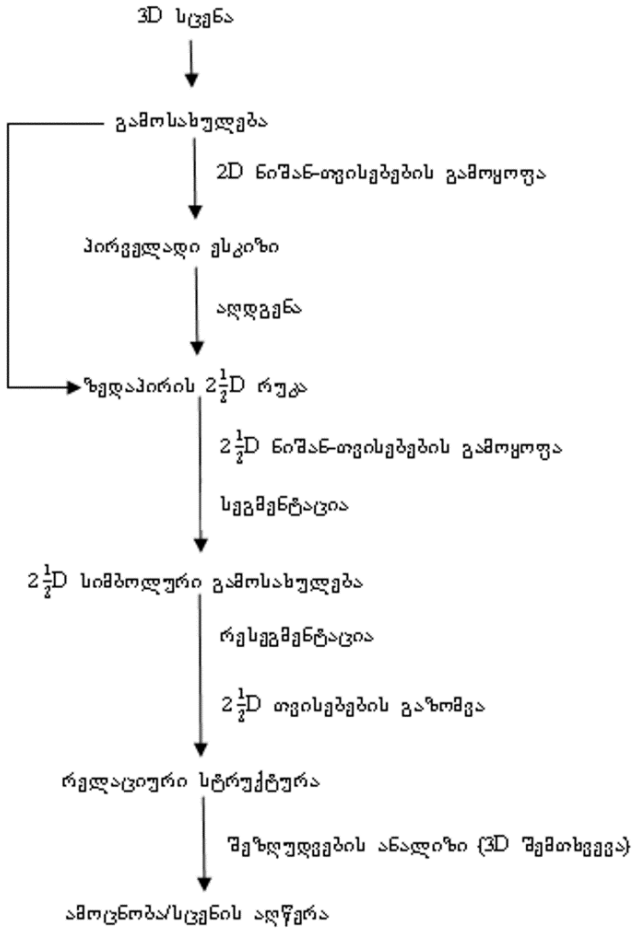 3D სცენა
გამოსახულება
2D ნიშან-თვისებების გამოყოფა
პირველადი ესკიზი
აღდგენა
ზედაპირის 2½D რუკა
2½D ნიშან-თვისებების გამოყოფა
სეგმენტაცია
2½D სიმბოლური გამოსახულება
რესეგმენტაცია
2½D თვისებების გაზომვა
რელაციური სტრუქტურა
შეზღუდვების ანალიზი (3D შემთხვევა)
ამოცნობა/სცენის აღწერა